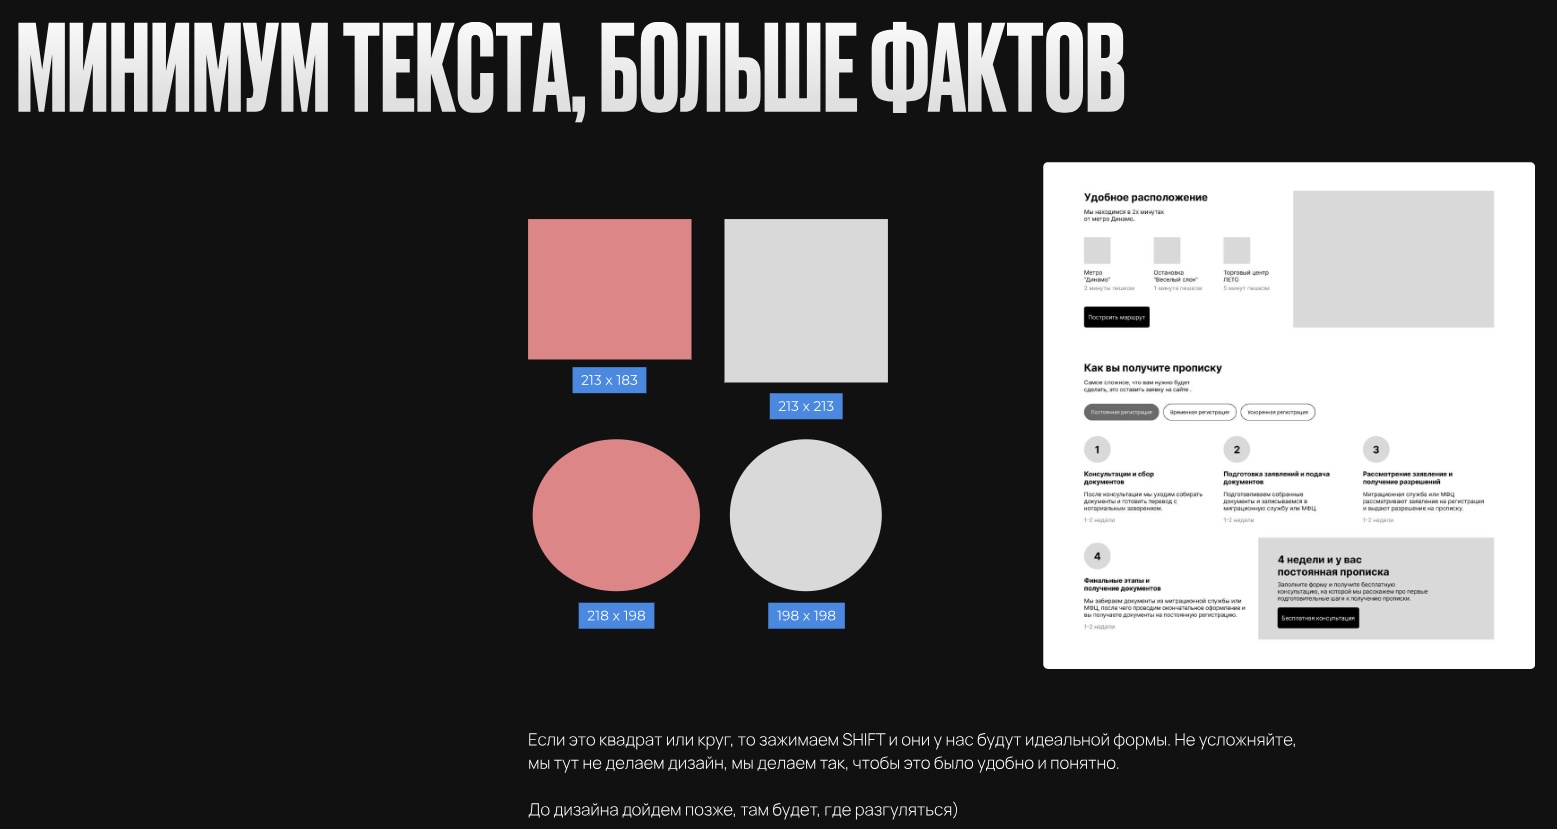 МИНИМУМ ТЕКСТА, БОЛЬШЕ ФАКТОВ
213 x 183
213 x 213
218 x 198
198 x 198
Удобное расположение
Мы находимся в 2х минутах
от метро Динамо.
Метро
"Динамо"
2 минуты пешком
Остановка
"Веселый слон"
1 минута пешком
Торговый центр
ЛЕТО
5 минут пешком
Построить маршрут
Как вы получите прописку
Самое сложное, что вам нужно будет
сделать, это оставить заявку на сайте .
Постоянная регистрация
Временная регистрация
Ускоренная регистрация
1
Консультации и сбор
документов
После консультации мы уходим собирать
документы и готовить перевод с
нотариальным заверением.
1-2 недели
2
Подготовка заявлений и подача
документов
Подготавливаем собранные
документы и записываемся в
миграционную службу или МФЦ.
1-2 недели
3
Рассмотрение заявление и
получение разрешений
Миграционная служба или МФЦ
рассматривают заявление на регистрация
и выдают разрешение на прописку.
1-2 недели
4
Финальные этапы и
получение документов
Мы забираем документы из миграционной службы или
МФЦ, после чего проводим окончательное оформление и
вы получаете документы на постоянную регистрацию.
1-2 недели
4 недели и у вас
постоянная прописка
Заполните форму и получите бесплатную
консультацию, на которой мы расскажем про первые
подготовительные шаги к получению прописки.
Бесплатная консультация
Если это квадрат или круг, то зажимаем SHIFT и они у нас будут идеальной формы. Не усложняйте,
мы тут не делаем дизайн, мы делаем так, чтобы это было удобно и понятно.
До дизайна дойдем позже, там будет, где разгуляться)